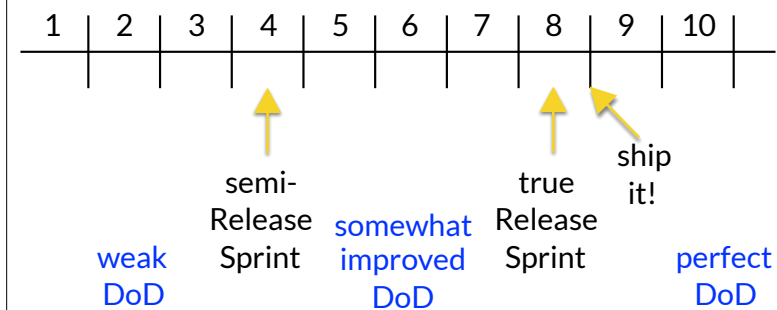 1 2 3 4 5 6 7 8 9 10
semi-
Release
Sprint
true
Release
Sprint
ship
it!
weak
DoD
somewhat
improved
DoD
perfect
DoD